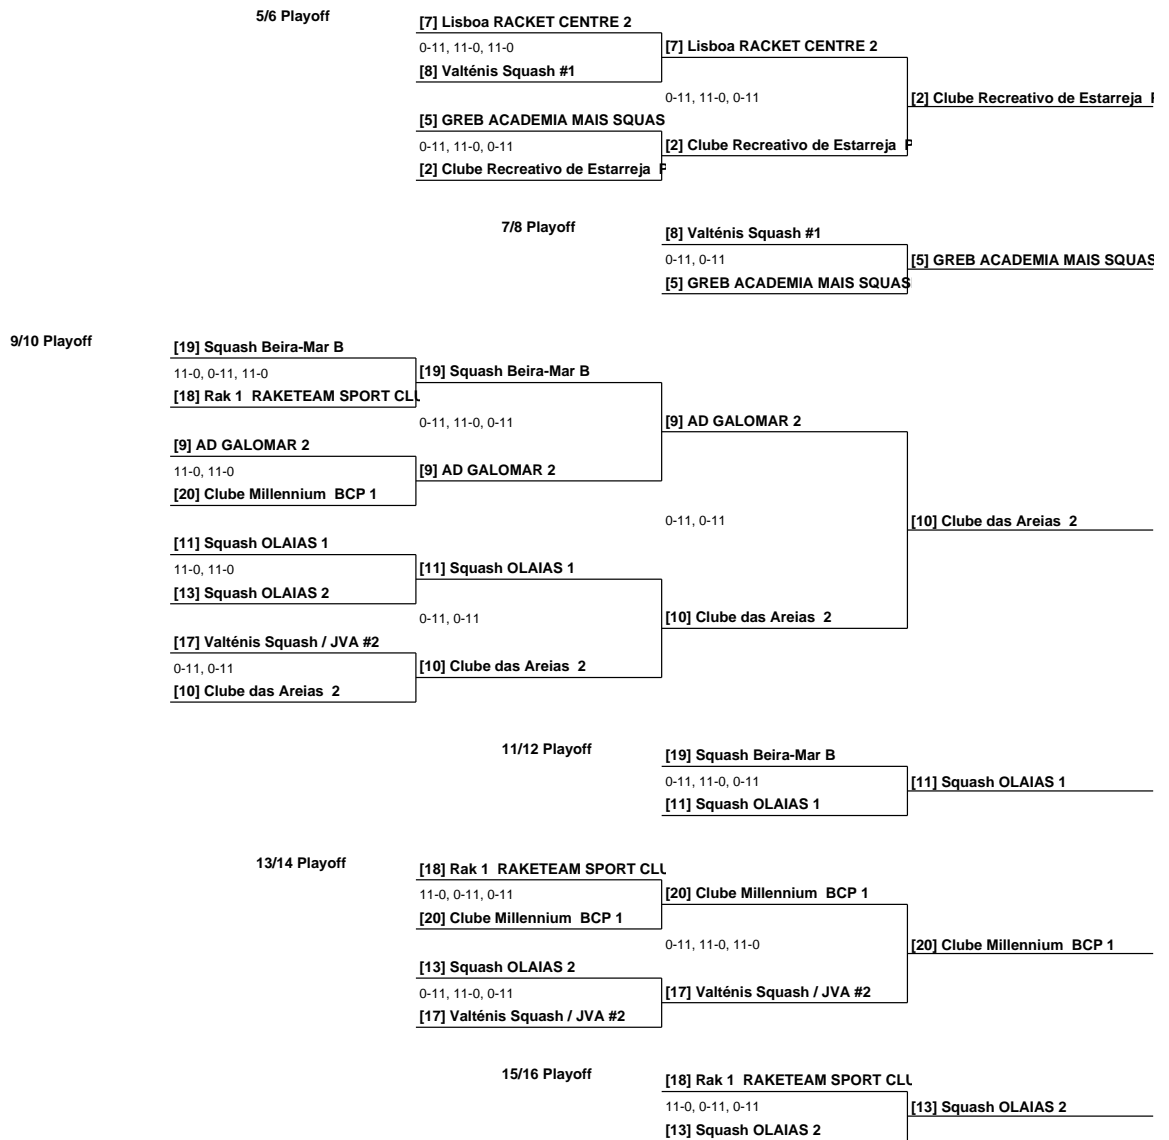 5/6 Playoff
[7] Lisboa RACKET CENTRE 2
0-11, 11-0, 11-0
[7] Lisboa RACKET CENTRE 2
[8] Valténis Squash #1
0-11, 11-0, 0-11
[2] Clube Recreativo de Estarreja
[5] GREB ACADEMIA MAIS SQUAS
0-11, 11-0, 0-11
[2] Clube Recreativo de Estarreja
[2] Clube Recreativo de Estarreja
7/8 Playoff
[8] Valténis Squash #1
0-11, 0-11
[5] GREB ACADEMIA MAIS SQUAS
[5] GREB ACADEMIA MAIS SQUAS
9/10 Playoff
[19] Squash Beira-Mar B
11-0, 0-11, 11-0
[19] Squash Beira-Mar B
[18] Rak 1 RAKETEAM SPORT CLU
0-11, 11-0, 0-11
[9] AD GALOMAR 2
[9] AD GALOMAR 2
11-0, 11-0
[9] AD GALOMAR 2
[20] Clube Millennium BCP 1
0-11, 0-11
[10] Clube das Areias 2
[11] Squash OLAIAS 1
11-0, 11-0
[11] Squash OLAIAS 1
[13] Squash OLAIAS 2
0-11, 0-11
[10] Clube das Areias 2
[17] Valténis Squash / JVA #2
0-11, 0-11
[10] Clube das Areias 2
[10] Clube das Areias 2
11/12 Playoff
[19] Squash Beira-Mar B
0-11, 11-0, 0-11
[11] Squash OLAIAS 1
[11] Squash OLAIAS 1
13/14 Playoff
[18] Rak 1 RAKETEAM SPORT CLU
11-0, 0-11, 0-11
[20] Clube Millennium BCP 1
[20] Clube Millennium BCP 1
0-11, 11-0, 11-0
[20] Clube Millennium BCP 1
[13] Squash OLAIAS 2
0-11, 11-0, 0-11
[17] Valténis Squash / JVA #2
[17] Valténis Squash / JVA #2
15/16 Playoff
[18] Rak 1 RAKETEAM SPORT CLU
11-0, 0-11, 0-11
[13] Squash OLAIAS 2
[13] Squash OLAIAS 2